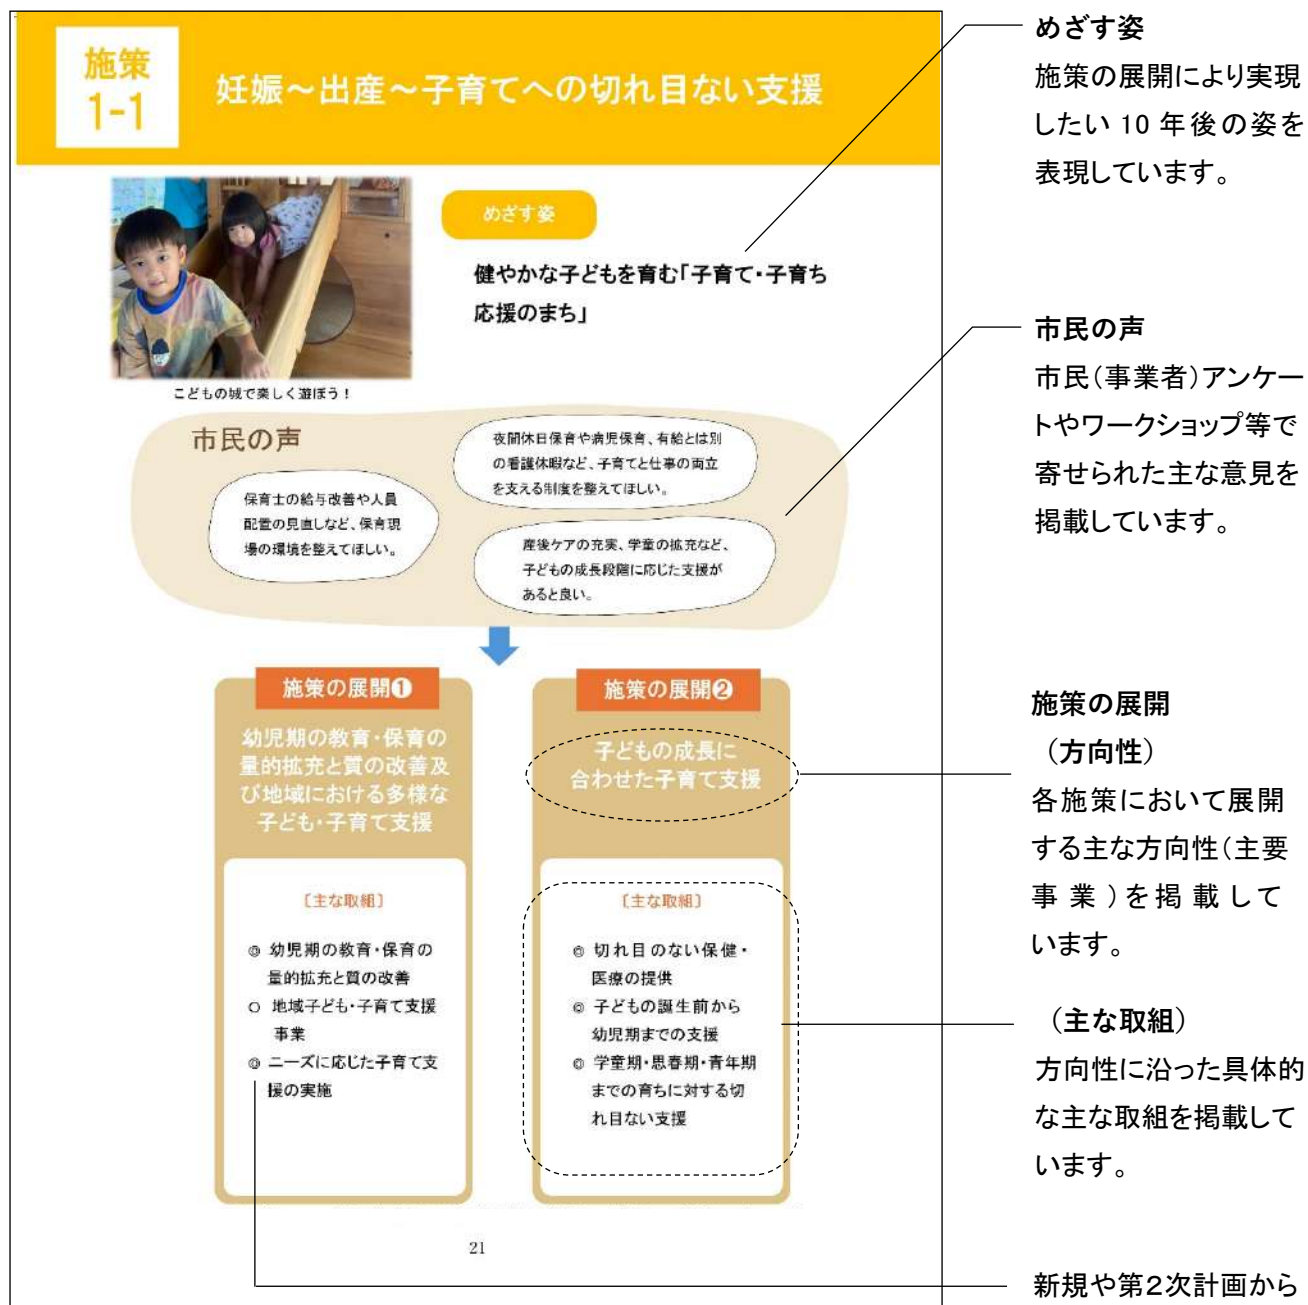 施策
1-1
妊娠～出産～子育てへの切れ目ない支援
めざす姿
健やかな子どもを育む「子育て・子育ち
応援のまち」
こどもの城で楽しく遊ぼう！
市民の声
保育士の給与改善や人員
配置の見直しなど、保育現
場の環境を整えてほしい。
夜間休日保育や病児保育、有給とは別
の看護休暇など、子育てと仕事の両立
を支える制度を整えてほしい。
産後ケアの充実、学童の拡充など、
子どもの成長段階に応じた支援が
あると良い。
施策の展開❶
幼児期の教育・保育の
量的拡充と質の改善及
び地域における多様な
子ども・子育て支援
〔主な取組〕
◎ 幼児期の教育・保育の
量的拡充と質の改善
○ 地域子ども・子育て支援
事業
◎ ニーズに応じた子育て支
援の実施
施策の展開❷
子どもの成長に
合わせた子育て支援
〔主な取組〕
◎ 切れ目のない保健・
医療の提供
◎ 子どもの誕生前から
幼児期までの支援
◎ 学童期・思春期・青年期
までの育ちに対する切
れ目ない支援
21
めざす姿
施策の展開により実現
したい 10 年後の姿を
表現しています。
市民の声
市民（事業者）アンケー
トやワークショップ等で
寄せられた主な意見を
掲載しています。
施策の展開
（方向性）
各施策において展開
する主な方向性（主要
事業）を掲載して
います。
（主な取組）
方向性に沿った具体的
な主な取組を掲載して
います。
新規や第２次計画から